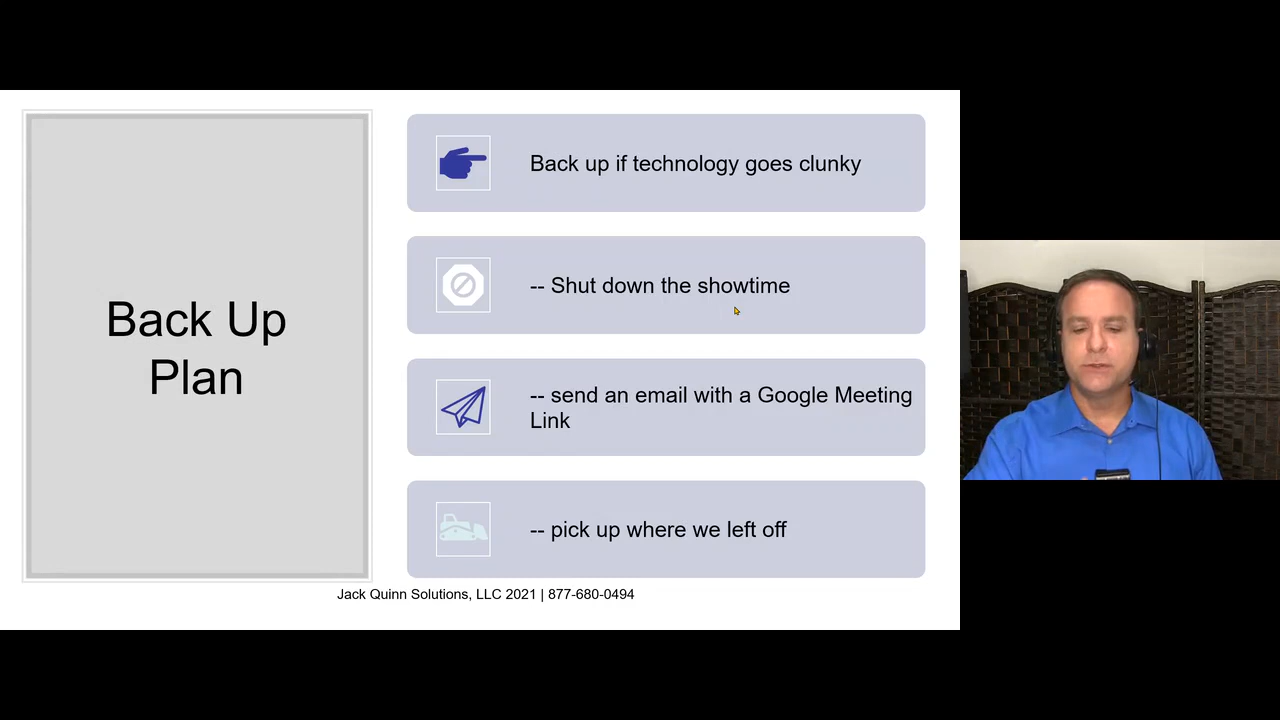 Back Up
Plan
Back up if technology goes clunky
-- Shut down the showtime
-- send an email with a Google Meeting
Link
-- pick up where we left off
Jack Quinn Solutions, LLC 2021 | 877-680-0494